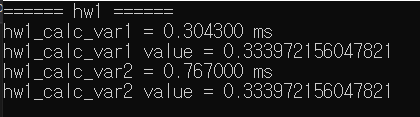 ====== hw1 ======
hw1_calc_var1 = 0.304300 ms
hw1_calc_var1 value = 0.333972156047821
hw1_calc_var2 = 0.767000 ms
hw1_calc_var2 value = 0.333972156047821